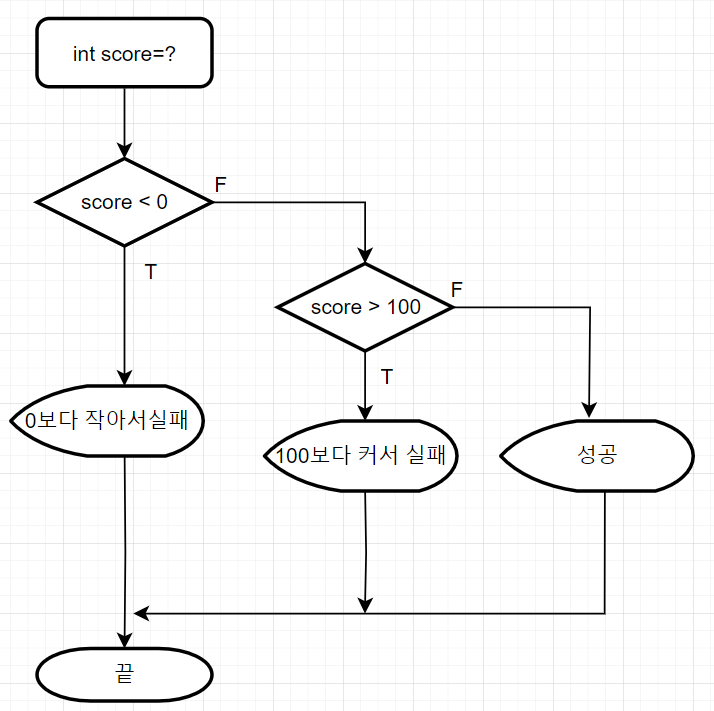 int score=?
score < 0
F
T
score > 100
F
T
0보다 작아서실패
100보다 커서 실패
성공
끝